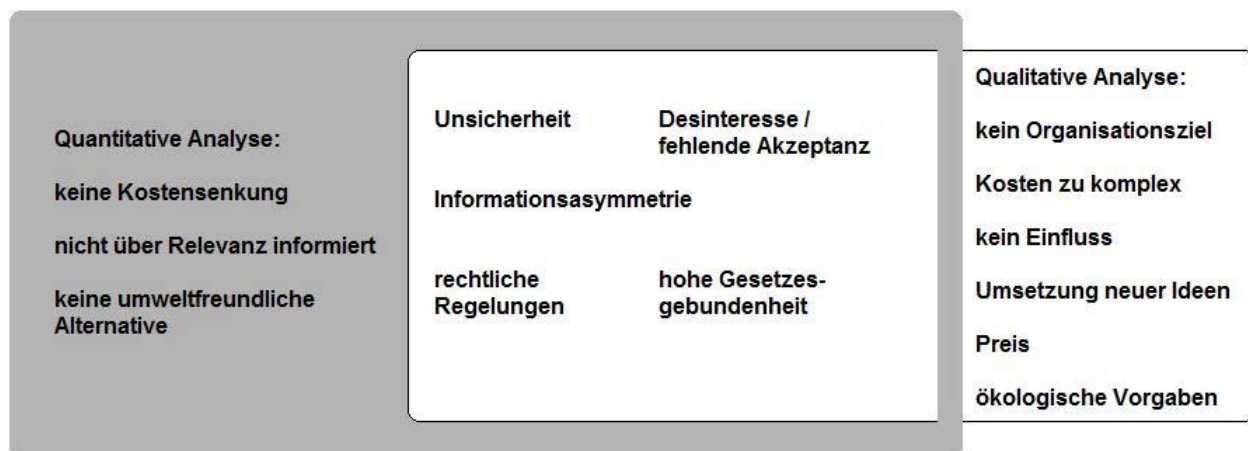 Quantitative Analyse:
keine Kostensenkung
nicht über Relevanz informiert
keine umweltfreundliche
Alternative
Unsicherheit
Desinteresse /
fehlende Akzeptanz
Informationsasymmetrie
rechtliche
Regelungen
hohe Gesetzes-
gebundenheit
Qualitative Analyse:
kein Organisationsziel
Kosten zu komplex
kein Einfluss
Umsetzung neuer Ideen
Preis
ökologische Vorgaben